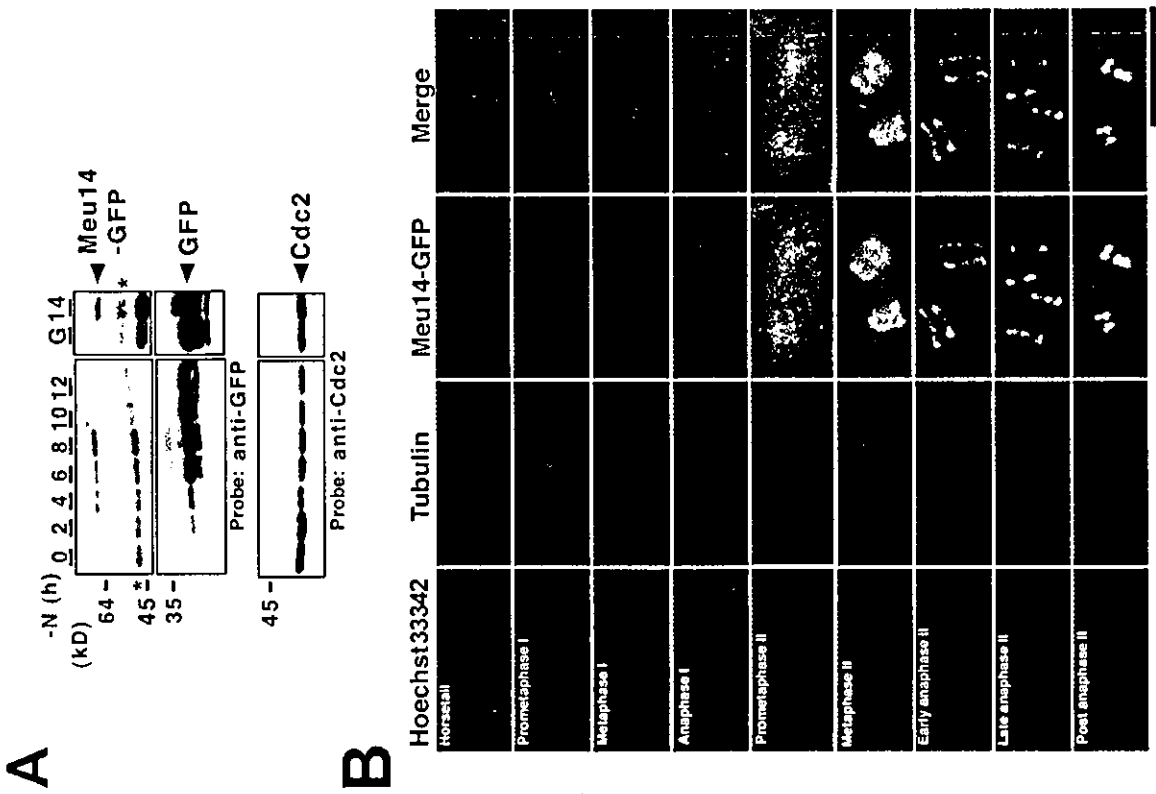 A
-N (h) 0 2 4 6 8 10 12 G14
(kD)
64 -
45 -
*
35 -
Meu14
-GFP
*
GFP
Probe: anti-GFP
45 -
Cdc2
Probe: anti-Cdc2
B
Hoechst33342 Tubulin Meu14-GFP Merge
Horsetail
Prometaphase I
Metaphase I
Anaphase I
Prometaphase II
Metaphase II
Early anaphase II
Late anaphase II
Post anaphase II